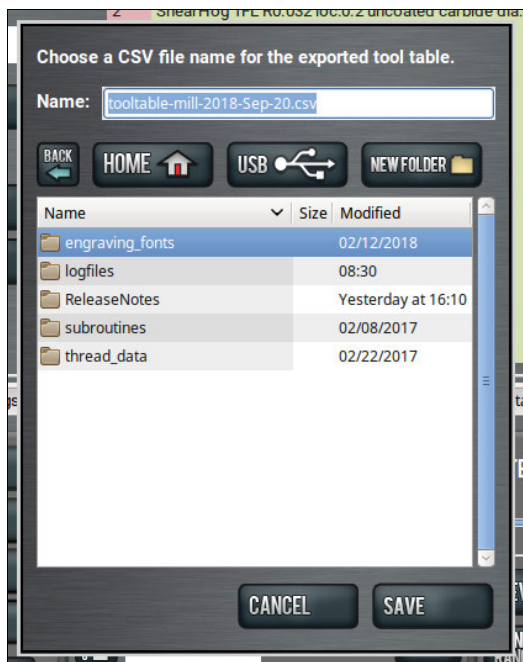 2 ShearHog TPL R0.032 loc:0.2 uncoated carbide dia:
Choose a CSV file name for the exported tool table.
Name: tooltable-mill-2018-Sep-20.csv
BACK HOME USB NEW FOLDER
Name Size Modified
engraving_fonts 02/12/2018
logfiles 08:30
ReleaseNotes Yesterday at 16:10
subroutines 02/08/2017
thread_data 02/22/2017
CANCEL SAVE